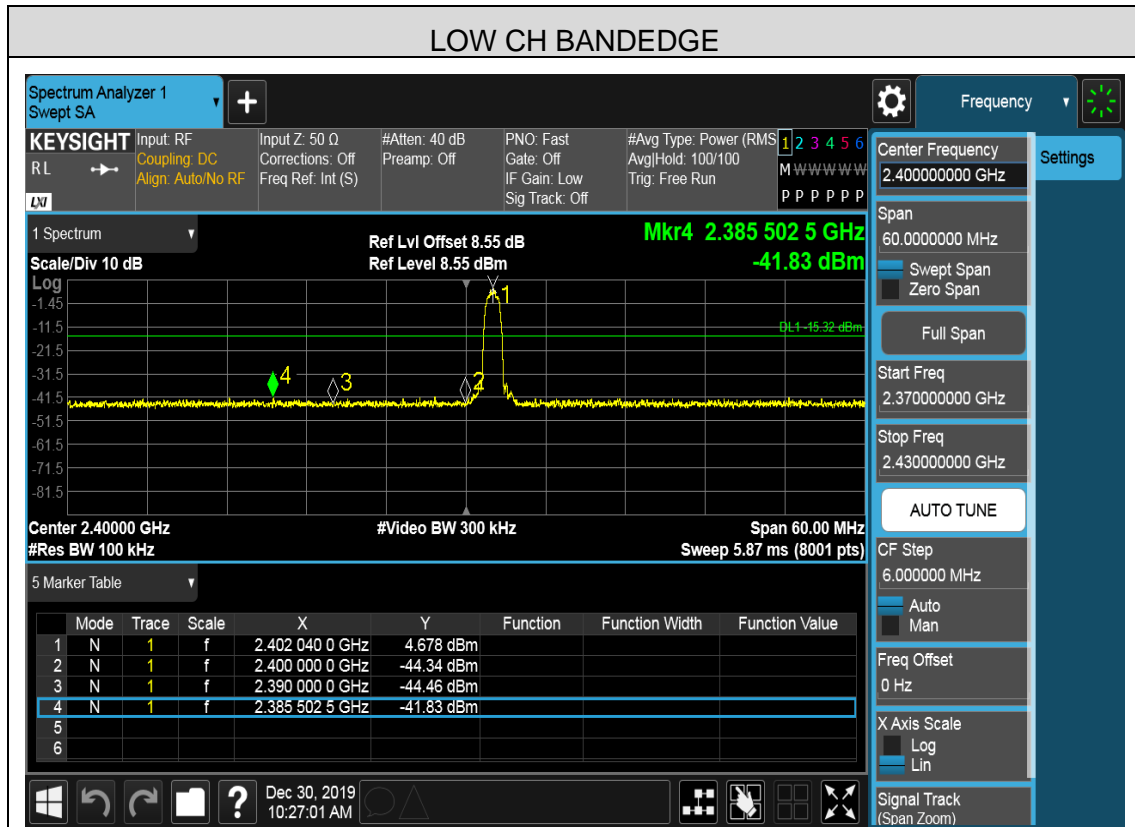 LOW CH BANDEDGE
Spectrum Analyzer 1
Swept SA
+
Frequency
KEYSIGHT
RL
LXI
Input: RF
Coupling: DC
Align: Auto/No RF
Input Z: 50 Ω
Corrections: Off
Freq Ref: Int (S)
#Atten: 40 dB
Preamp: Off
PNO: Fast
Gate: Off
IF Gain: Low
Sig Track: Off
#Avg Type: Power (RMS
Avg|Hold: 100/100
Trig: Free Run
1 2 3 4 5 6
M W W W W W
P P P P P P
Center Frequency
2.400000000 GHz
Settings
Span
60.0000000 MHz
Swept Span
Zero Span
Full Span
Start Freq
2.370000000 GHz
Stop Freq
2.430000000 GHz
AUTO TUNE
CF Step
6.000000 MHz
Auto
Man
Freq Offset
0 Hz
X Axis Scale
Log
Lin
Signal Track
(Span Zoom)
1 Spectrum
Scale/Div 10 dB
Ref Lvl Offset 8.55 dB
Ref Level 8.55 dBm
Mkr4 2.385 502 5 GHz
-41.83 dBm
Log
-1.45
-11.5
-21.5
-31.5
-41.5
-51.5
-61.5
-71.5
-81.5
1
DL1 -15.32 dBm
4
3
2
Center 2.40000 GHz
#Video BW 300 kHz
Span 60.00 MHz
#Res BW 100 kHz
Sweep 5.87 ms (8001 pts)
5 Marker Table
Mode Trace Scale X Y Function Function Width Function Value
1 N 1 f 2.402 040 0 GHz 4.678 dBm
2 N 1 f 2.400 000 0 GHz -44.34 dBm
3 N 1 f 2.390 000 0 GHz -44.46 dBm
4 N 1 f 2.385 502 5 GHz -41.83 dBm
5
6
?
Dec 30, 2019
10:27:01 AM